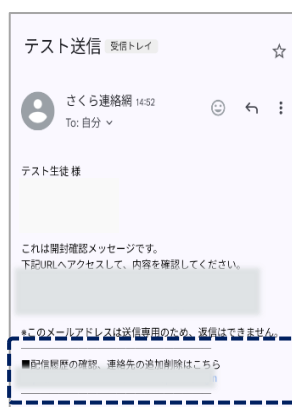 テスト送信 受信トレイ
さくら連絡網 14:52
To: 自分
テスト生徒 様
これは開封確認メッセージです。
下記URLへアクセスして、内容を確認してください。
※このメールアドレスは送信専用のため、返信はできません。
■配信履歴の確認、連絡先の追加削除はこちら